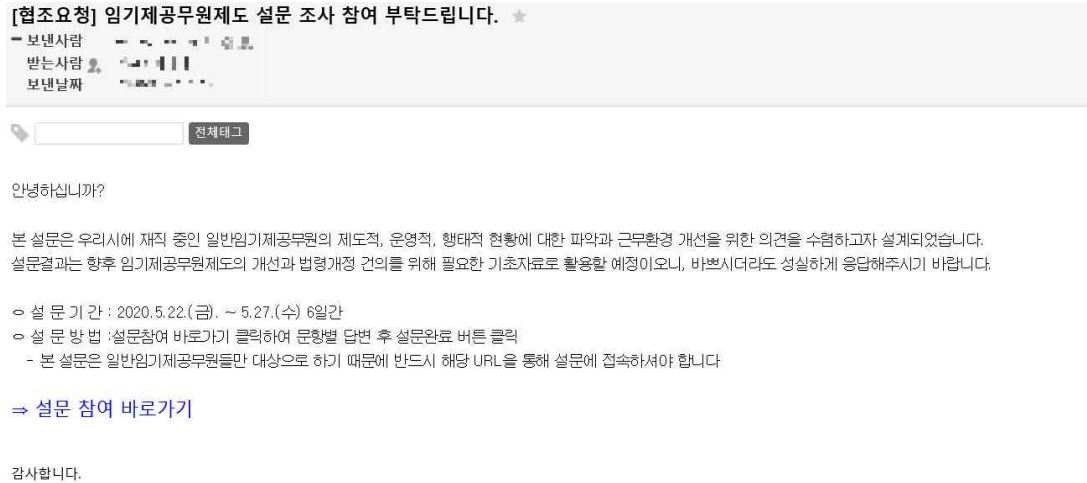 [협조요청] 임기제공무원제도 설문 조사 참여 부탁드립니다.
보낸사람
받는사람
보낸날짜
전체태그
안녕하십니까?
본 설문은 우리시에 재직 중인 일반임기제공무원의 제도적, 운영적, 행태적 현황에 대한 파악과 근무환경 개선을 위한 의견을 수렴하고자 설계되었습니다.
설문결과는 향후 임기제공무원제도의 개선과 법령개정 건의를 위해 필요한 기초자료로 활용할 예정이오니, 바쁘시더라도 성실하게 응답해주시기 바랍니다.
ㅇ 설 문 기 간 : 2020.5.22.(금). ~ 5.27.(수) 6일간
ㅇ 설 문 방 법 :설문참여 바로가기 클릭하여 문항별 답변 후 설문완료 버튼 클릭
- 본 설문은 일반임기제공무원들만 대상으로 하기 때문에 반드시 해당 URL을 통해 설문에 접속하셔야 합니다
⇒ 설문 참여 바로가기
감사합니다.